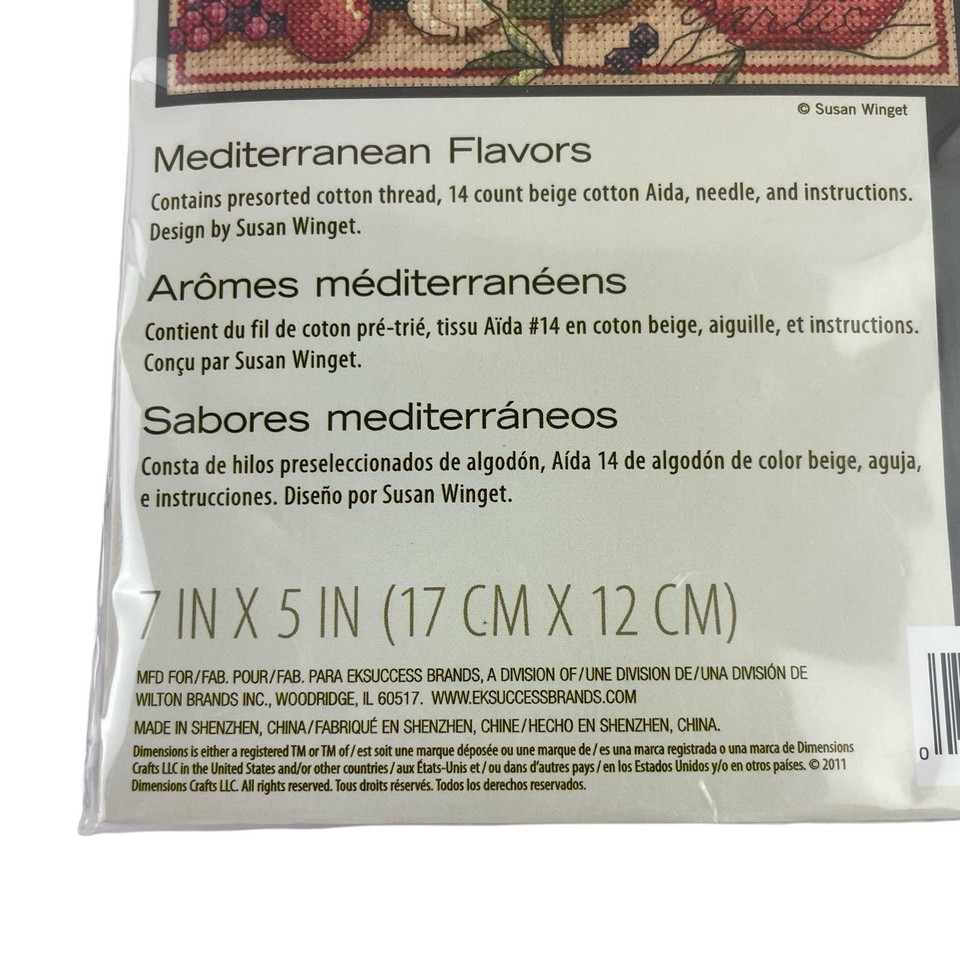 Garlic
© Susan Winget
Mediterranean Flavors
Contains presorted cotton thread, 14 count beige cotton Aida, needle, and instructions.
Design by Susan Winget.
Arômes méditerranéens
Contient du fil de coton pré-trié, tissu Aïda #14 en coton beige, aiguille, et instructions.
Conçu par Susan Winget.
Sabores mediterráneos
Consta de hilos preseleccionados de algodón, Aída 14 de algodón de color beige, aguja,
e instrucciones. Diseño por Susan Winget.
7 IN X 5 IN (17 CM X 12 CM)
MFD FOR/FAB. POUR/FAB. PARA EKSUCCESS BRANDS, A DIVISION OF/UNE DIVISION DE/UNA DIVISIÓN DE
WILTON BRANDS INC., WOODRIDGE, IL 60517. WWW.EKSUCCESSBRANDS.COM
MADE IN SHENZHEN, CHINA/FABRIQUÉ EN SHENZHEN, CHINE/HECHO EN SHENZHEN, CHINA.
Dimensions is either a registered TM or TM of/est soit une marque déposée ou une marque de/es una marca registrada o una marca de Dimensions
Crafts LLC in the United States and/or other countries/aux États-Unis et/ou dans d'autres pays/en los Estados Unidos y/o en otros países. © 2011
Dimensions Crafts LLC. All rights reserved. Tous droits réservés. Todos los derechos reservados.
0